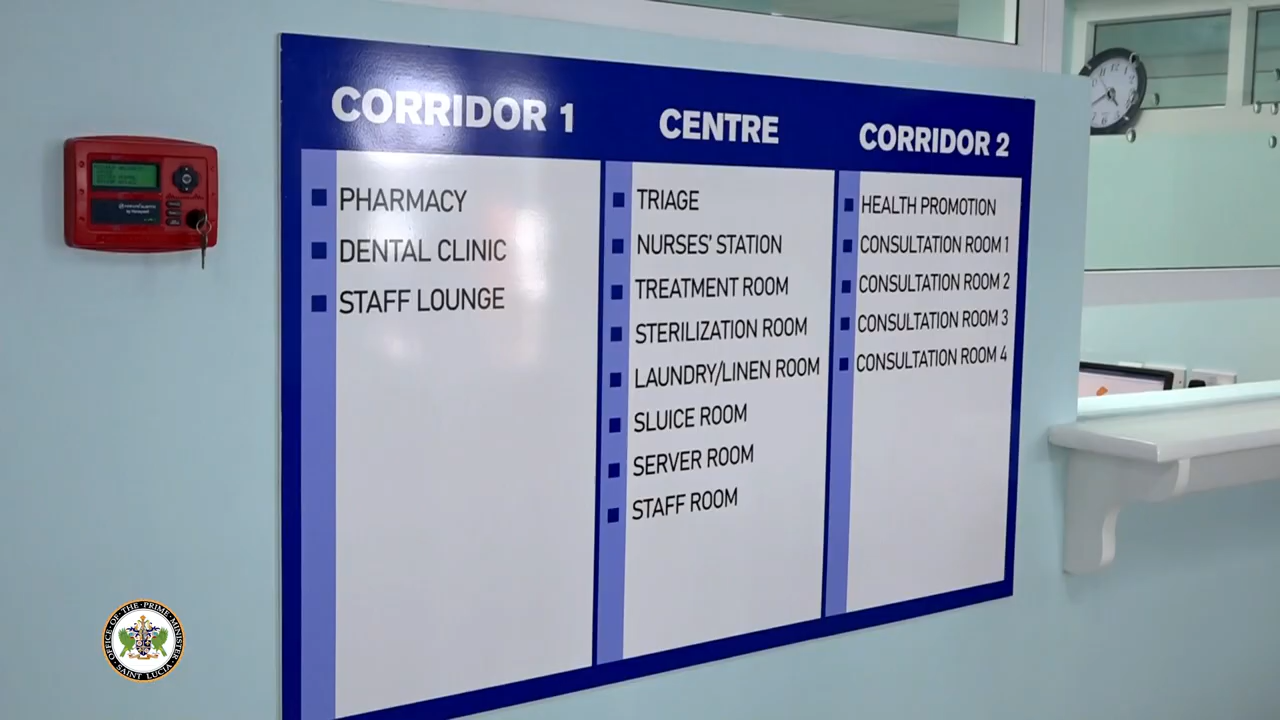 CORRIDOR 1
PHARMACY
DENTAL CLINIC
STAFF LOUNGE
CENTRE
TRIAGE
NURSES' STATION
TREATMENT ROOM
STERILIZATION ROOM
LAUNDRY/LINEN ROOM
SLUICE ROOM
SERVER ROOM
STAFF ROOM
CORRIDOR 2
HEALTH PROMOTION
CONSULTATION ROOM 1
CONSULTATION ROOM 2
CONSULTATION ROOM 3
CONSULTATION ROOM 4
OFFICE · OF · THE · PRIME · MINISTER
SAINT LUCIA